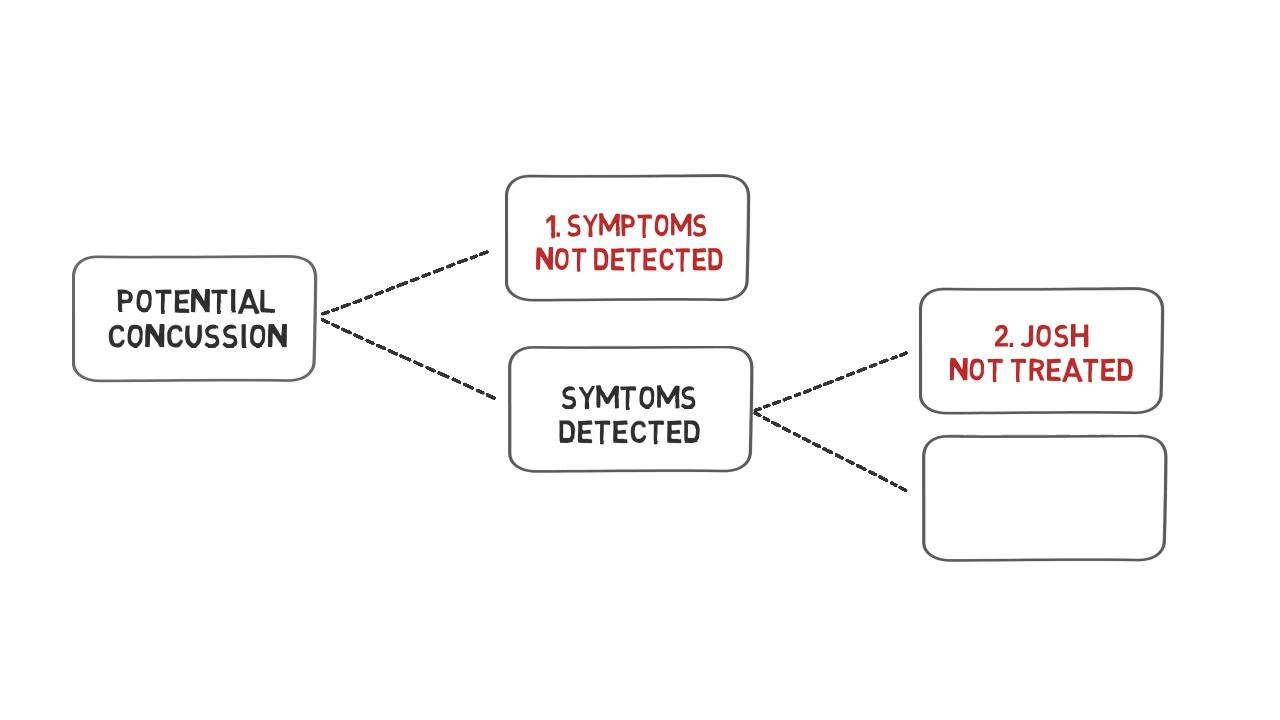 POTENTIAL
CONCUSSION
1. SYMPTOMS
NOT DETECTED
SYMTOMS
DETECTED
2. JOSH
NOT TREATED